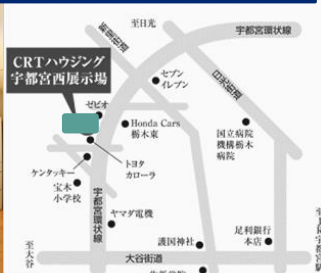 至日光
宇都宮環状線
CRTハウジング
宇都宮西展示場
セブン
イレブン
日光街道
ゼビオ
Honda Cars
栃木東
国立病院
機構栃木
病院
トヨタ
カローラ
ケンタッキー
宝木
小学校
宇都宮環状線
ヤマダ電機
足利銀行
本店
護国神社
至大谷
大谷街道